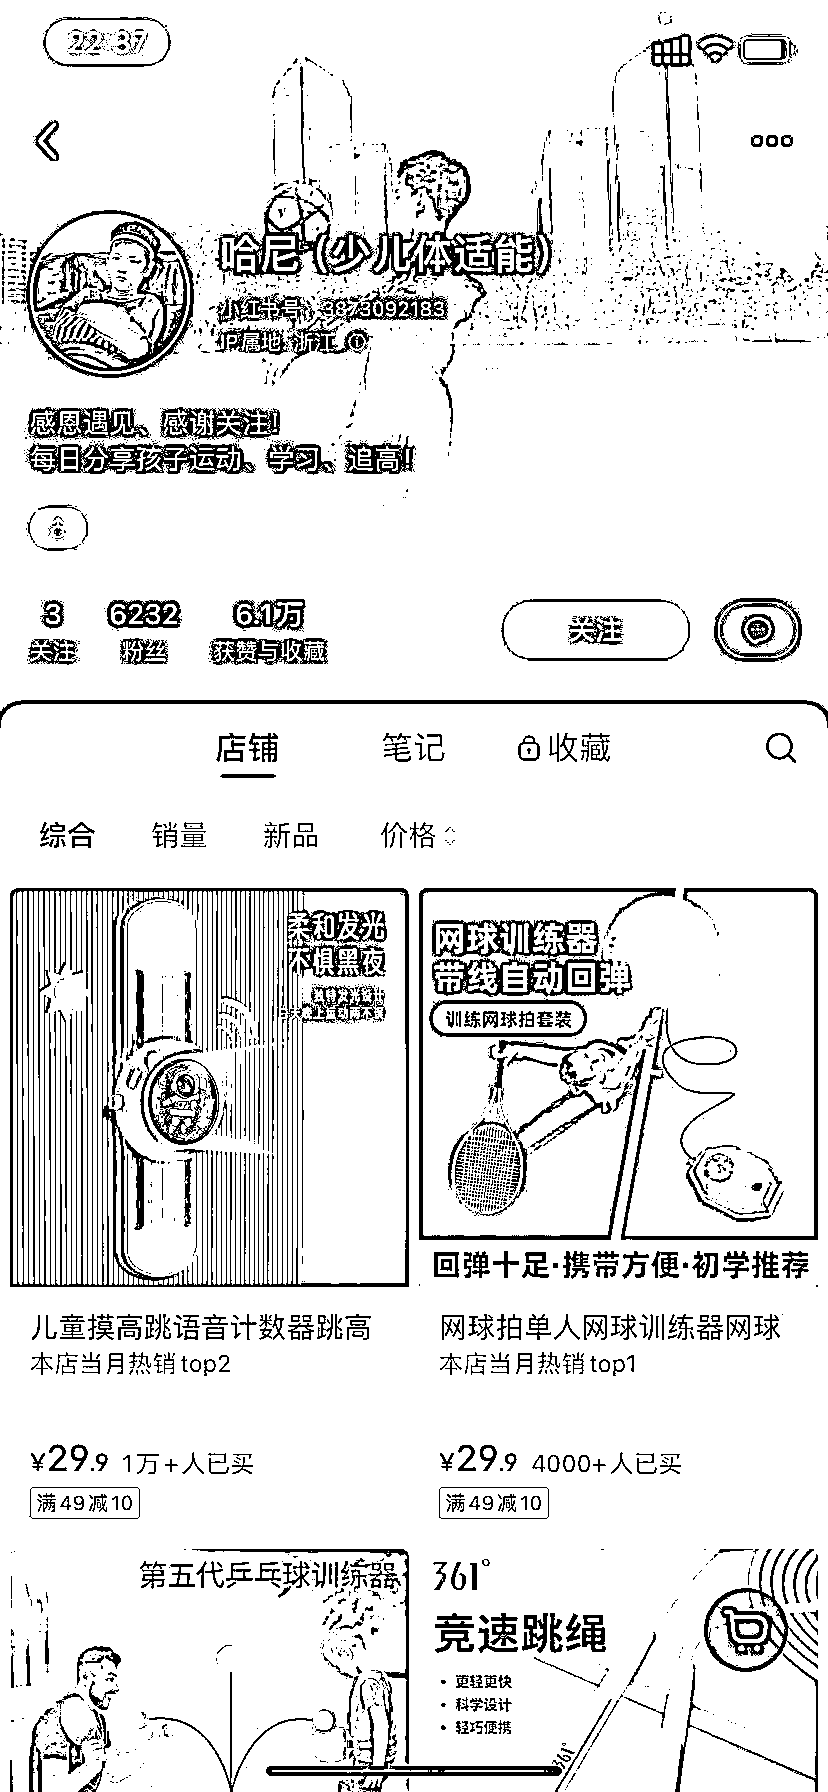 22:37
哈尼（少儿体适能）
小红书号：3973092183
IP属地：浙江
感恩遇见、感谢关注！
每日分享孩子运动、学习、追高！
3 6232 6.1万
关注 粉丝 获赞与收藏
关注
店铺 笔记 收藏
综合 销量 新品 价格
柔和发光
不惧黑夜
网球训练器
带线自动回弹
训练网球拍套装
回弹十足·携带方便·初学推荐
儿童摸高跳语音计数器跳高
本店当月热销top2
¥29.9 1万+人已买
满49减10
网球拍单人网球训练器网球
本店当月热销top1
¥29.9 4000+人已买
满49减10
第五代乒乓球训练器
361°
竞速跳绳
• 更轻更快
• 科学设计
• 轻巧便携
361°